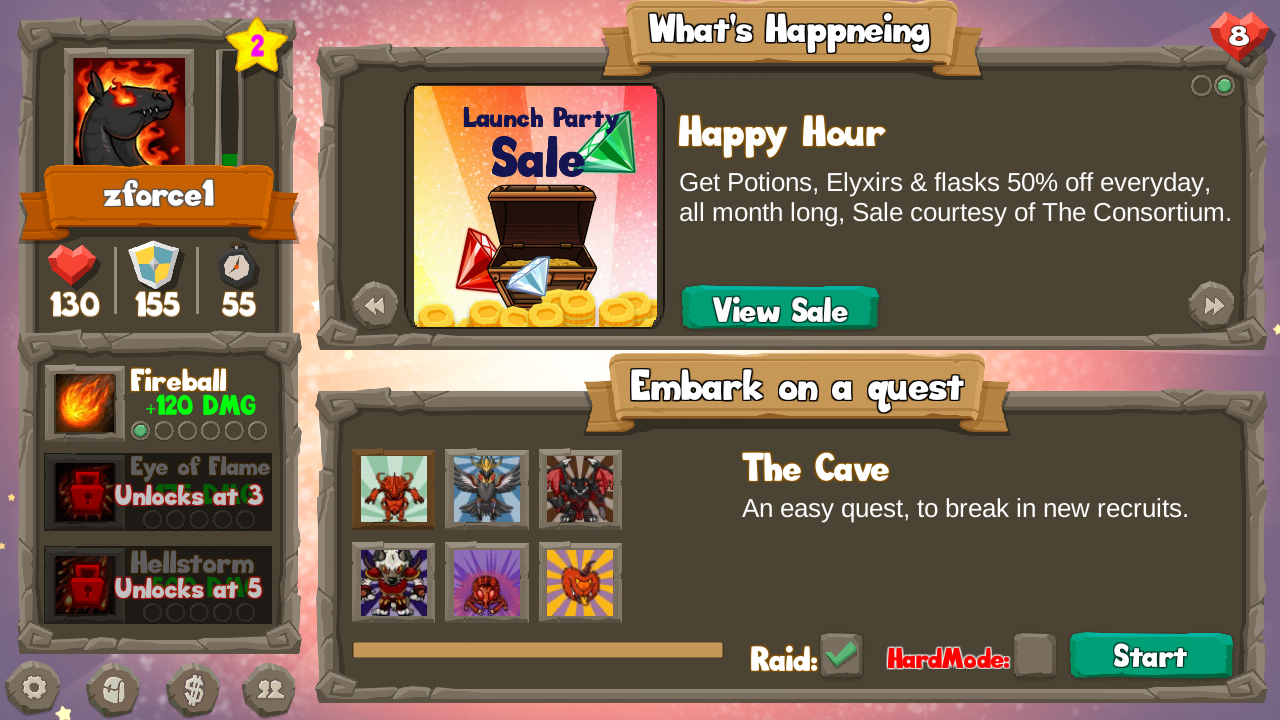 2
zforce1
130
155
55
Fireball
+120 DMG
Eye of Flame
Unlocks at 3
Hellstorm
Unlocks at 5
What's Happneing
8
Launch Party
Sale
Happy Hour
Get Potions, Elyxirs & flasks 50% off everyday,
all month long, Sale courtesy of The Consortium.
View Sale
Embark on a quest
The Cave
An easy quest, to break in new recruits.
Raid:
HardMode:
Start